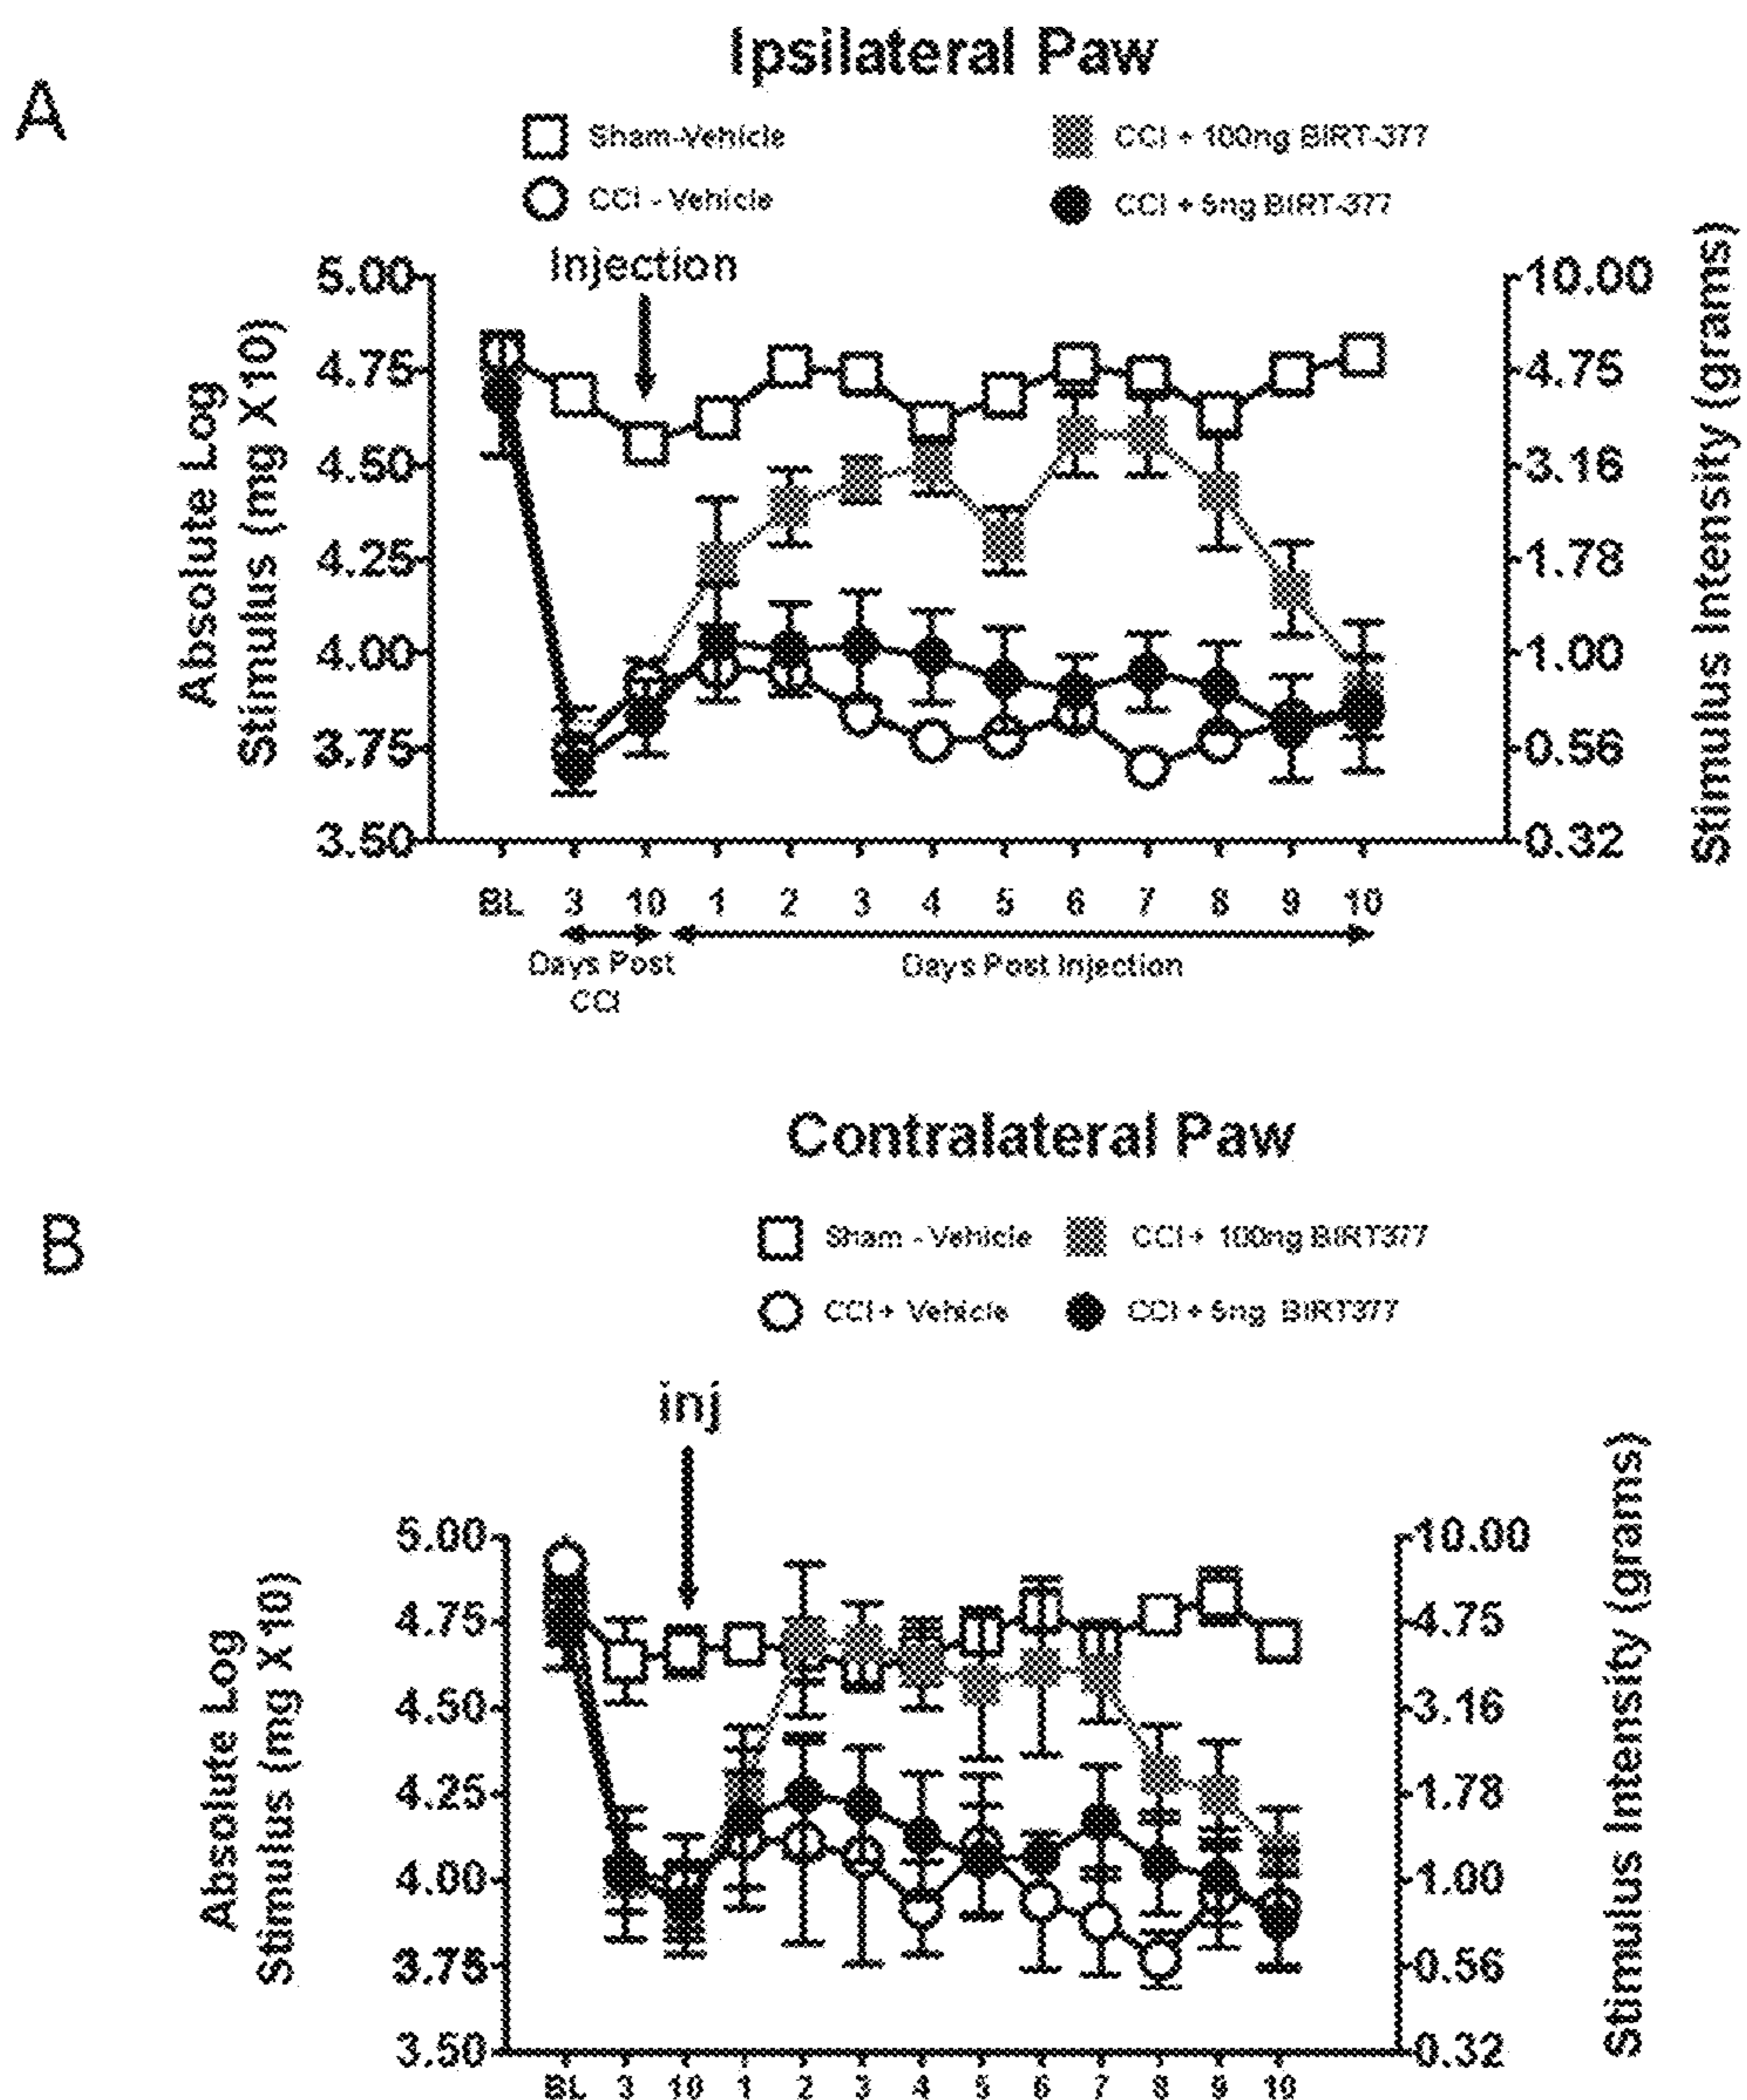 Ipsilateral Paw
A
Sham-Vehicle
CCI + 100ng BIRT-377
CCI - Vehicle
CCI + 5ng BIRT-377
Injection
Absolute Log
Stimulus (mg X 10)
5.00
4.75
4.50
4.25
4.00
3.75
3.50
10.00
4.75
3.16
1.78
1.00
0.56
0.32
Stimulus Intensity (grams)
BL 3 10 1 2 3 4 5 6 7 8 9 10
Days Post
CCI
Days Post Injection
Contralateral Paw
B
Sham - Vehicle
CCI + 100ng BIRT377
CCI + Vehicle
CCI + 5ng BIRT377
inj
Absolute Log
Stimulus (mg X 10)
5.00
4.75
4.50
4.25
4.00
3.75
3.50
10.00
4.75
3.16
1.78
1.00
0.56
0.32
Stimulus Intensity (grams)
BL 3 10 1 2 3 4 5 6 7 8 9 10